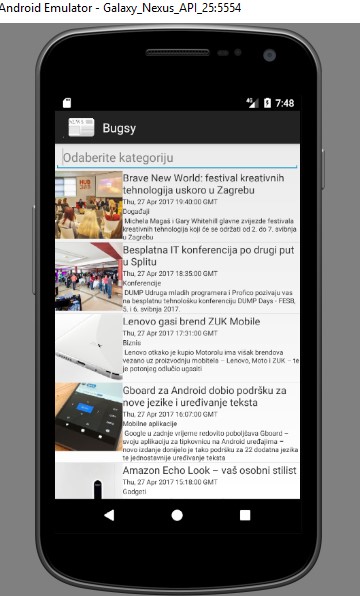 Android Emulator - Galaxy_Nexus_API_25:5554
7:48
Bugsy
Odaberite kategoriju
Brave New World: festival kreativnih
tehnologija uskoro u Zagrebu
Thu, 27 Apr 2017 19:40:00 GMT
Događaji
Michela Magaš i Gary Whitehill glavne zvijezde festivala
kreativnih tehnologija koji će se održati od 2. do 7. svibnja
u Zagrebu
Besplatna IT konferencija po drugi put
u Splitu
Thu, 27 Apr 2017 18:35:00 GMT
Konferencije
DUMP Udruga mladih programera i Profico pozivaju vas
na besplatnu tehnološku konferenciju DUMP Days - FESB,
5. i 6. svibnja 2017.
Lenovo gasi brend ZUK Mobile
Thu, 27 Apr 2017 17:31:00 GMT
Biznis
Lenovo otkako je kupio Motorolu ima višak brendova
vezano uz proizvodnju mobitela – Lenovo, Moto i ZUK – te
je potonjeg odlučio ugasiti
Gboard za Android dobio podršku za
nove jezike i uređivanje teksta
Thu, 27 Apr 2017 16:07:00 GMT
Mobilne aplikacije
Google u zadnje vrijeme redovito poboljšava Gboard –
svoju aplikaciju za tipkovnicu na Android uređajima –
novo izdanje donijelo je tako podršku za 22 dodatna jezika
te jednostavnije uređivanje teksta
Amazon Echo Look – vaš osobni stilist
Thu, 27 Apr 2017 15:18:00 GMT
Gadgeti